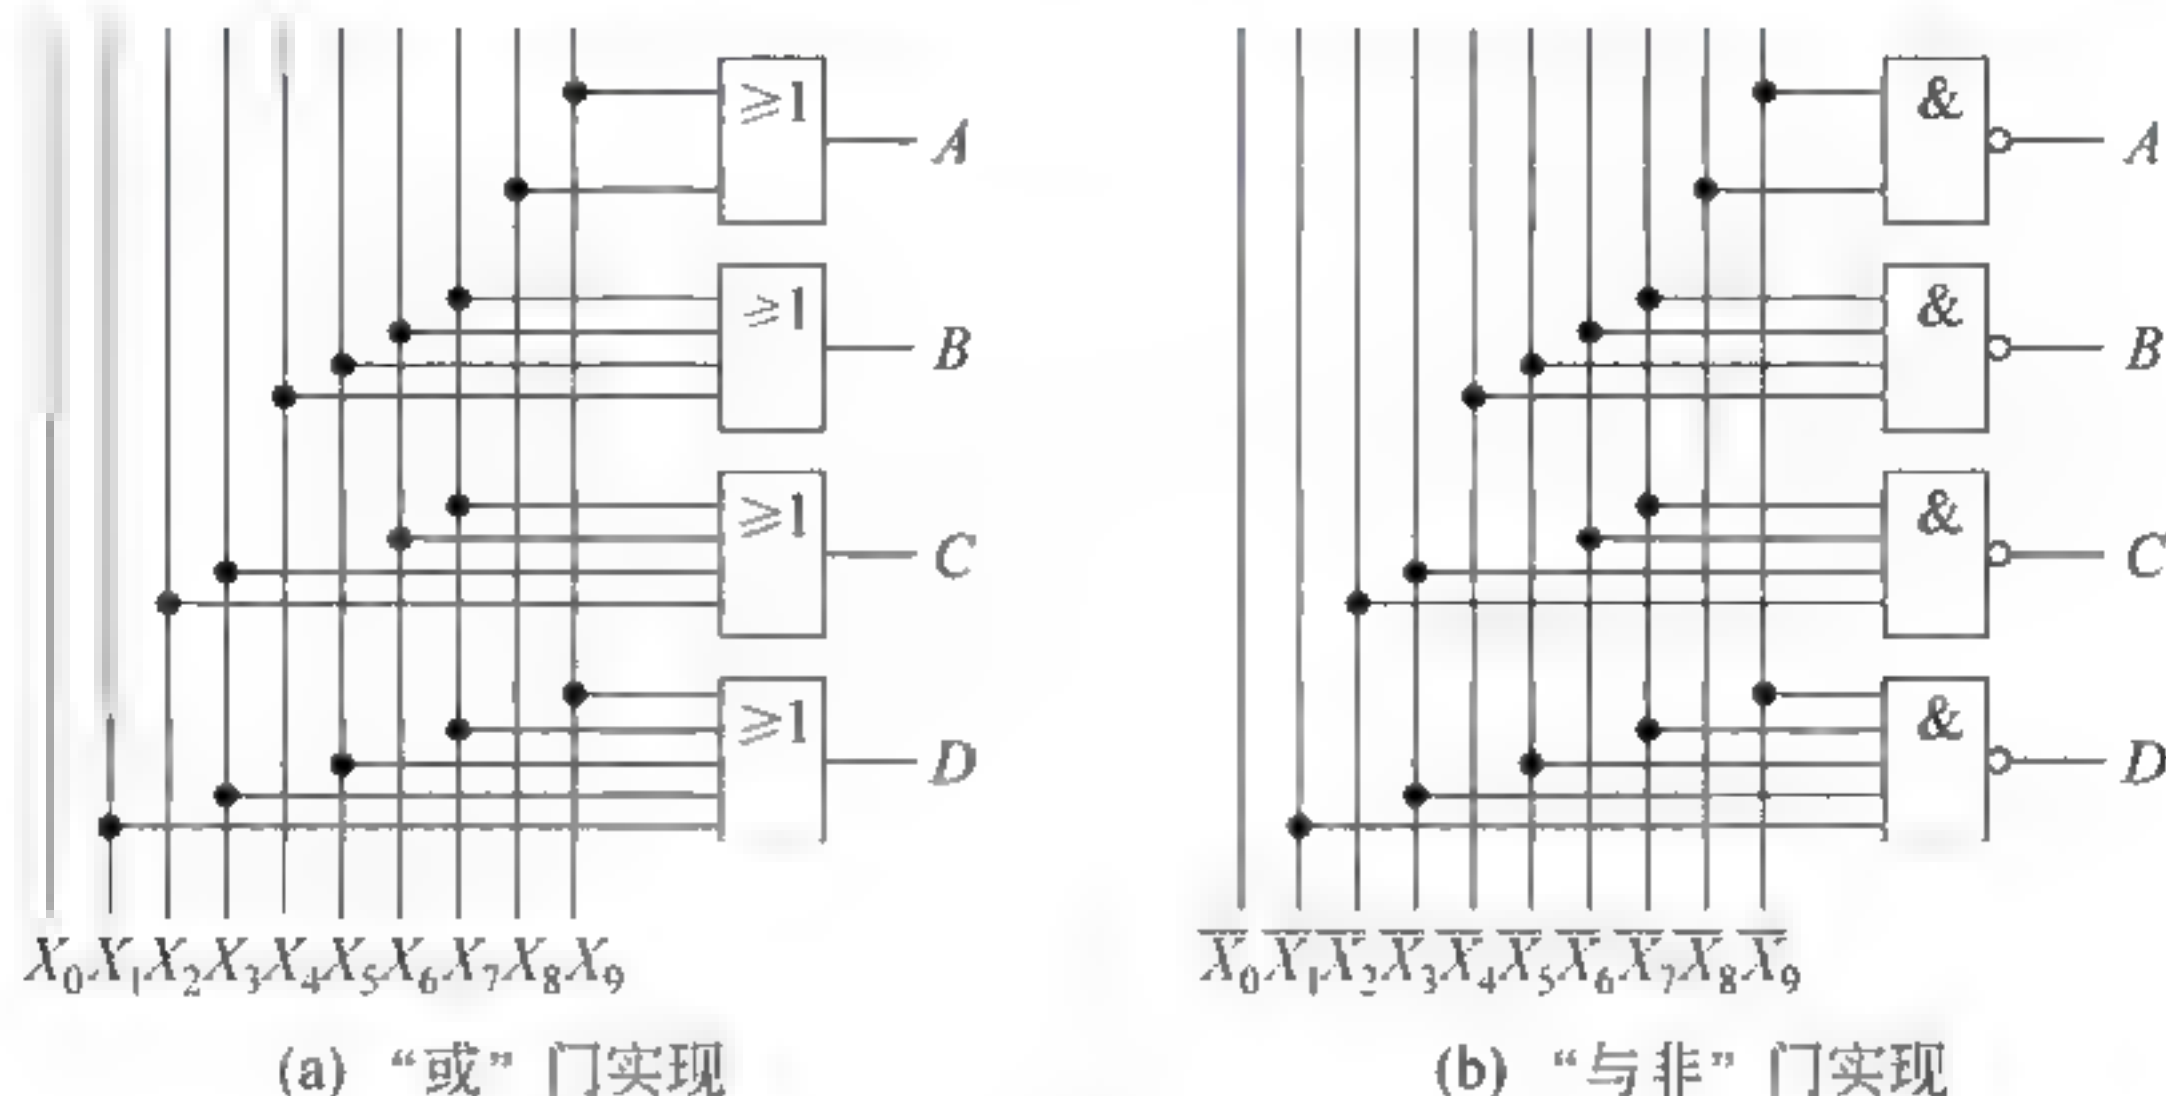 ≥1
A
≥1
B
≥1
C
≥1
D
X₀ X₁ X₂ X₃ X₄ X₅ X₆ X₇ X₈ X₉
(a) “或” 门实现
&
A
&
B
&
C
&
D
X̅₀ X̅₁ X̅₂ X̅₃ X̅₄ X̅₅ X̅₆ X̅₇ X̅₈ X̅₉
(b) “与非” 门实现